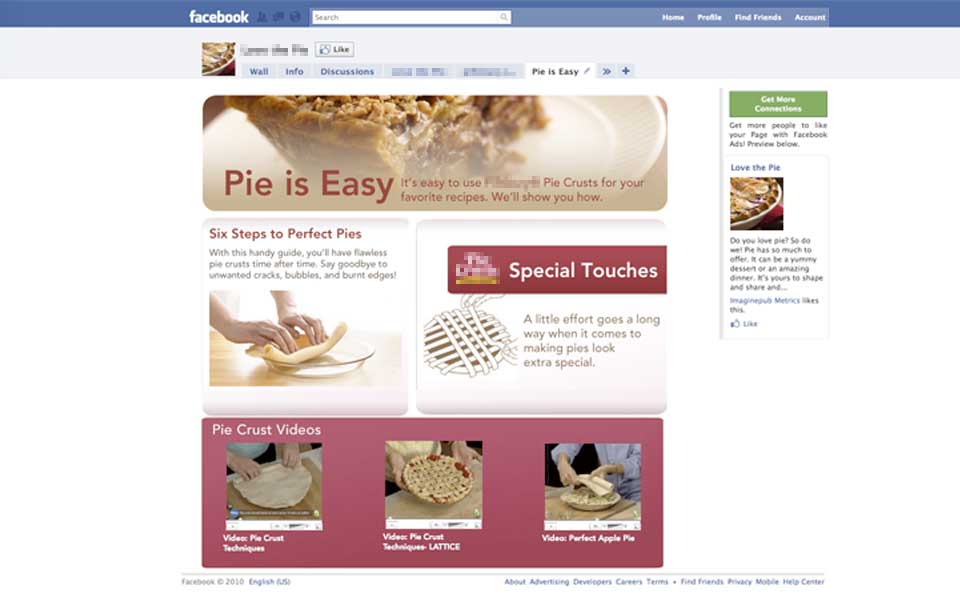 facebook
Search
Home Profile Find Friends Account
Like
Wall Info Discussions Pie is Easy
Get More
Connections
Get more people to like
your Page with Facebook
Ads! Preview below.
Love the Pie
Do you love pie? So do
we! Pie has so much to
offer. It can be a yummy
dessert or an amazing
dinner. It's yours to shape
and share and...
Imaginepub Metrics likes
this.
Like
Pie is Easy
It's easy to use Pie Crusts for your
favorite recipes. We'll show you how.
Six Steps to Perfect Pies
With this handy guide, you'll have flawless
pie crusts time after time. Say goodbye to
unwanted cracks, bubbles, and burnt edges!
Special Touches
A little effort goes a long
way when it comes to
making pies look
extra special.
Pie Crust Videos
Video: Pie Crust
Techniques
Video: Pie Crust
Techniques- LATTICE
Video: Perfect Apple Pie
Facebook © 2010 English (US)
About Advertising Developers Careers Terms • Find Friends Privacy Mobile Help Center